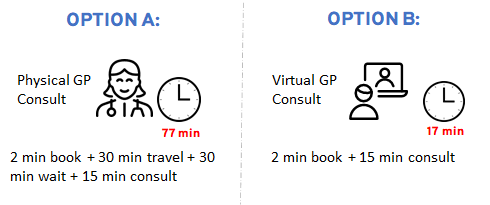 OPTION A:
Physical GP
Consult
77 min
2 min book + 30 min travel + 30
min wait + 15 min consult
OPTION B:
Virtual GP
Consult
17 min
2 min book + 15 min consult